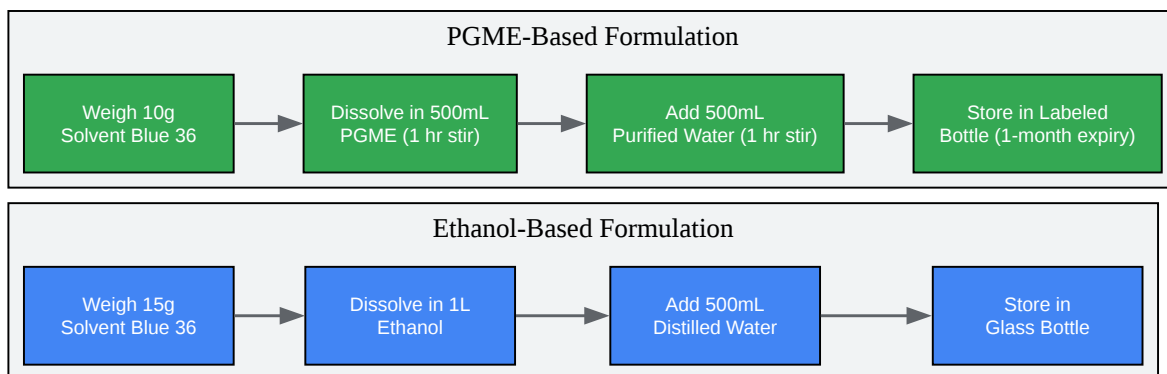 PGME-Based Formulation
Weigh 10g
Solvent Blue 36
Dissolve in 500mL
PGME (1 hr stir)
Add 500mL
Purified Water (1 hr stir)
Store in Labeled
Bottle (1-month expiry)
Ethanol-Based Formulation
Weigh 15g
Solvent Blue 36
Dissolve in 1L
Ethanol
Add 500mL
Distilled Water
Store in
Glass Bottle